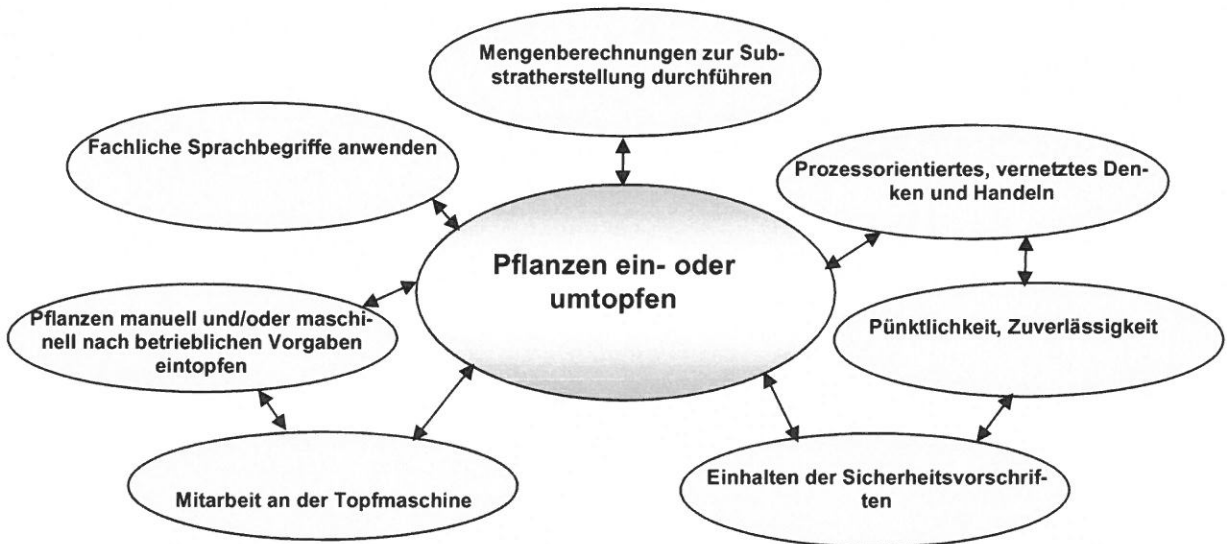 Mengenberechnungen zur Sub-
stratherstellung durchführen
Fachliche Sprachbegriffe anwenden
Prozessorientiertes, vernetztes Den-
ken und Handeln
Pflanzen ein- oder
umtopfen
Pflanzen manuell und/oder maschi-
nell nach betrieblichen Vorgaben
eintopfen
Pünktlichkeit, Zuverlässigkeit
Mitarbeit an der Topfmaschine
Einhalten der Sicherheitsvorschrif-
ten